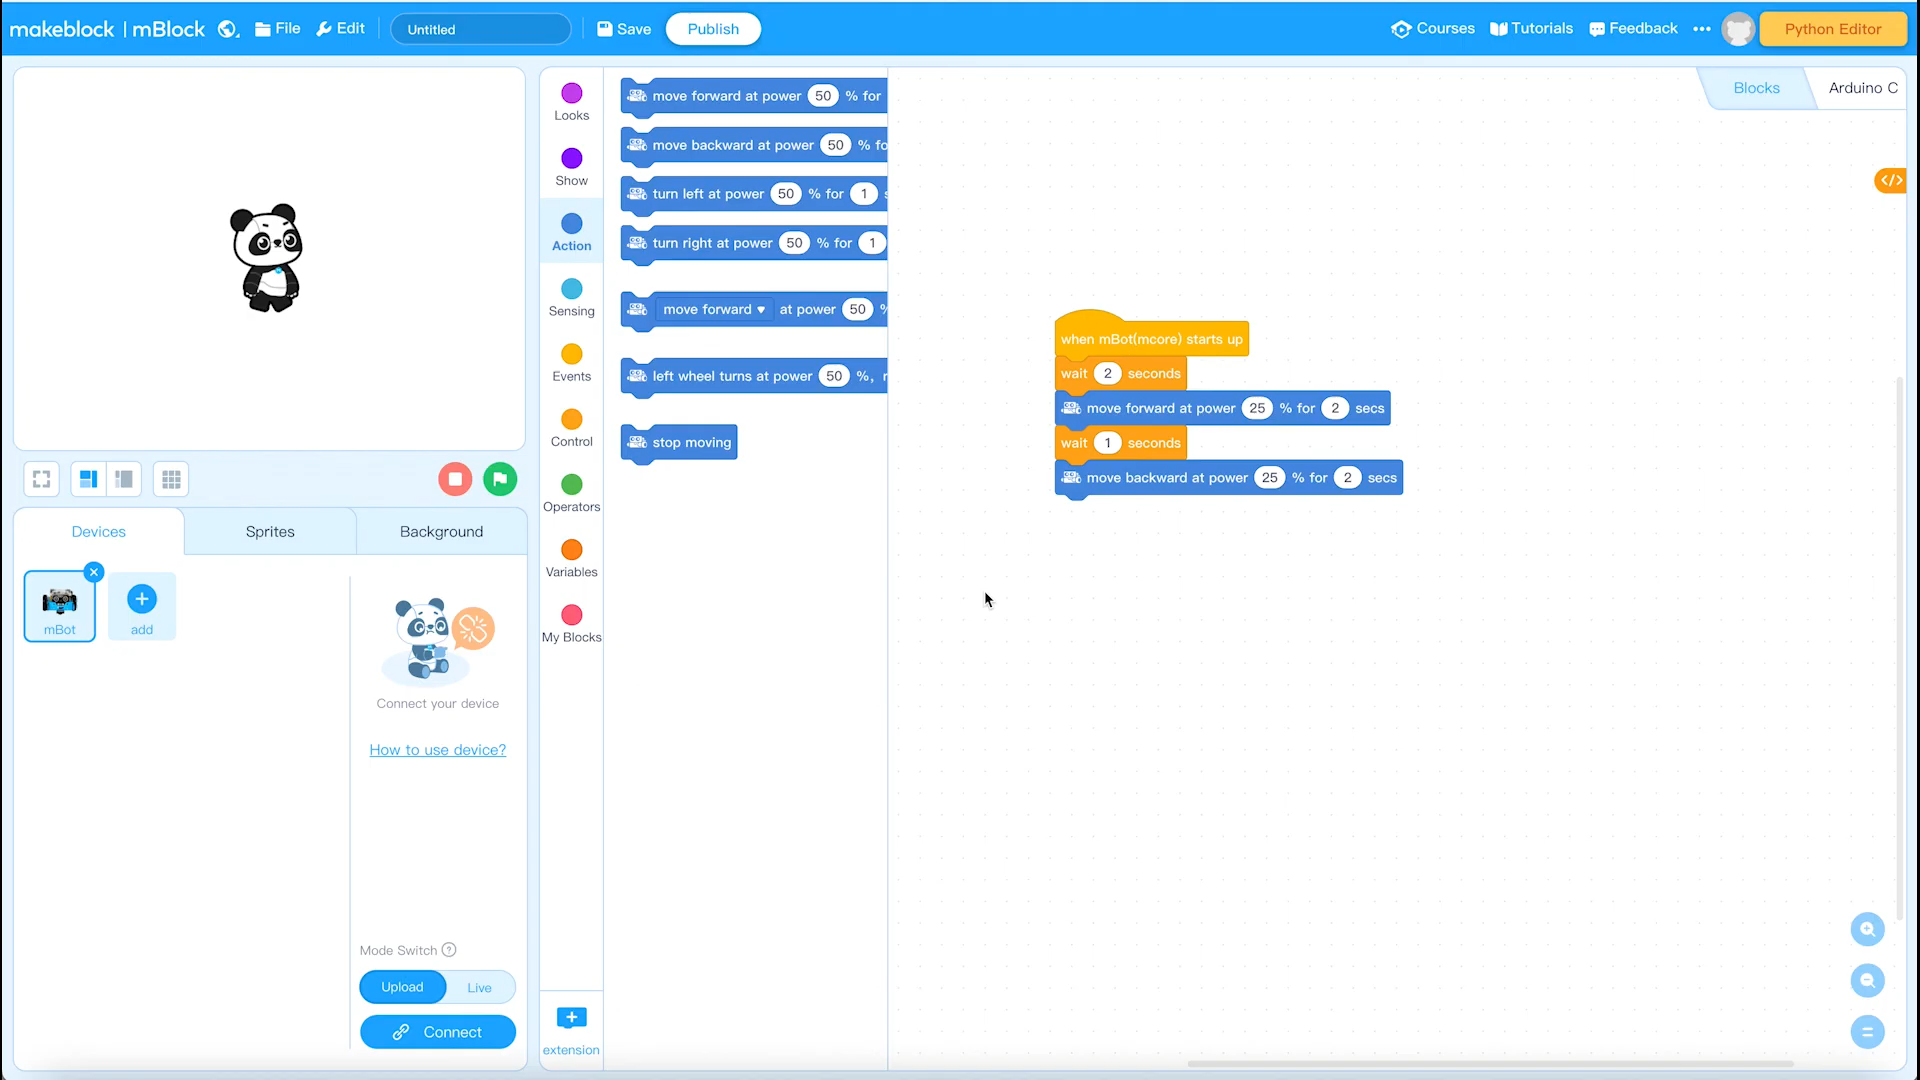 makeblock | mBlock File Edit Untitled Save Publish Courses Tutorials Feedback Python Editor
Looks
Show
Action
Sensing
Events
Control
Operators
Variables
My Blocks
extension
move forward at power 50 % for
move backward at power 50 % fo
turn left at power 50 % for 1 s
turn right at power 50 % for 1
move forward ▾ at power 50 %
left wheel turns at power 50 %, r
stop moving
Blocks Arduino C
</>
when mBot(mcore) starts up
wait 2 seconds
move forward at power 25 % for 2 secs
wait 1 seconds
move backward at power 25 % for 2 secs
Devices Sprites Background
mBot
add
Connect your device
How to use device?
Mode Switch ?
Upload Live
Connect